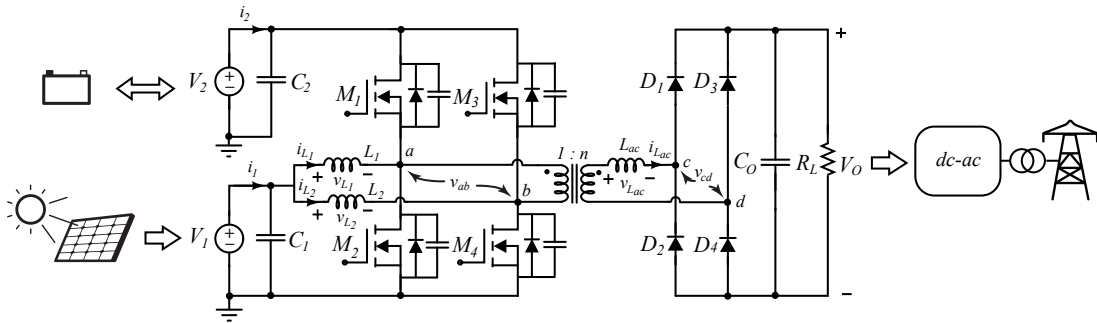 i2
V2
+
−
C2
M1
M3
D1
D3
+
iL1
L1
a
1 : n
Lac
iLac
c
CO
RL
VO
dc-ac
i1
iL2
+
vL1
−
L2
vab
+
vLac
−
vcd
+
vL2
−
b
d
V1
+
−
C1
M2
M4
D2
D4
−